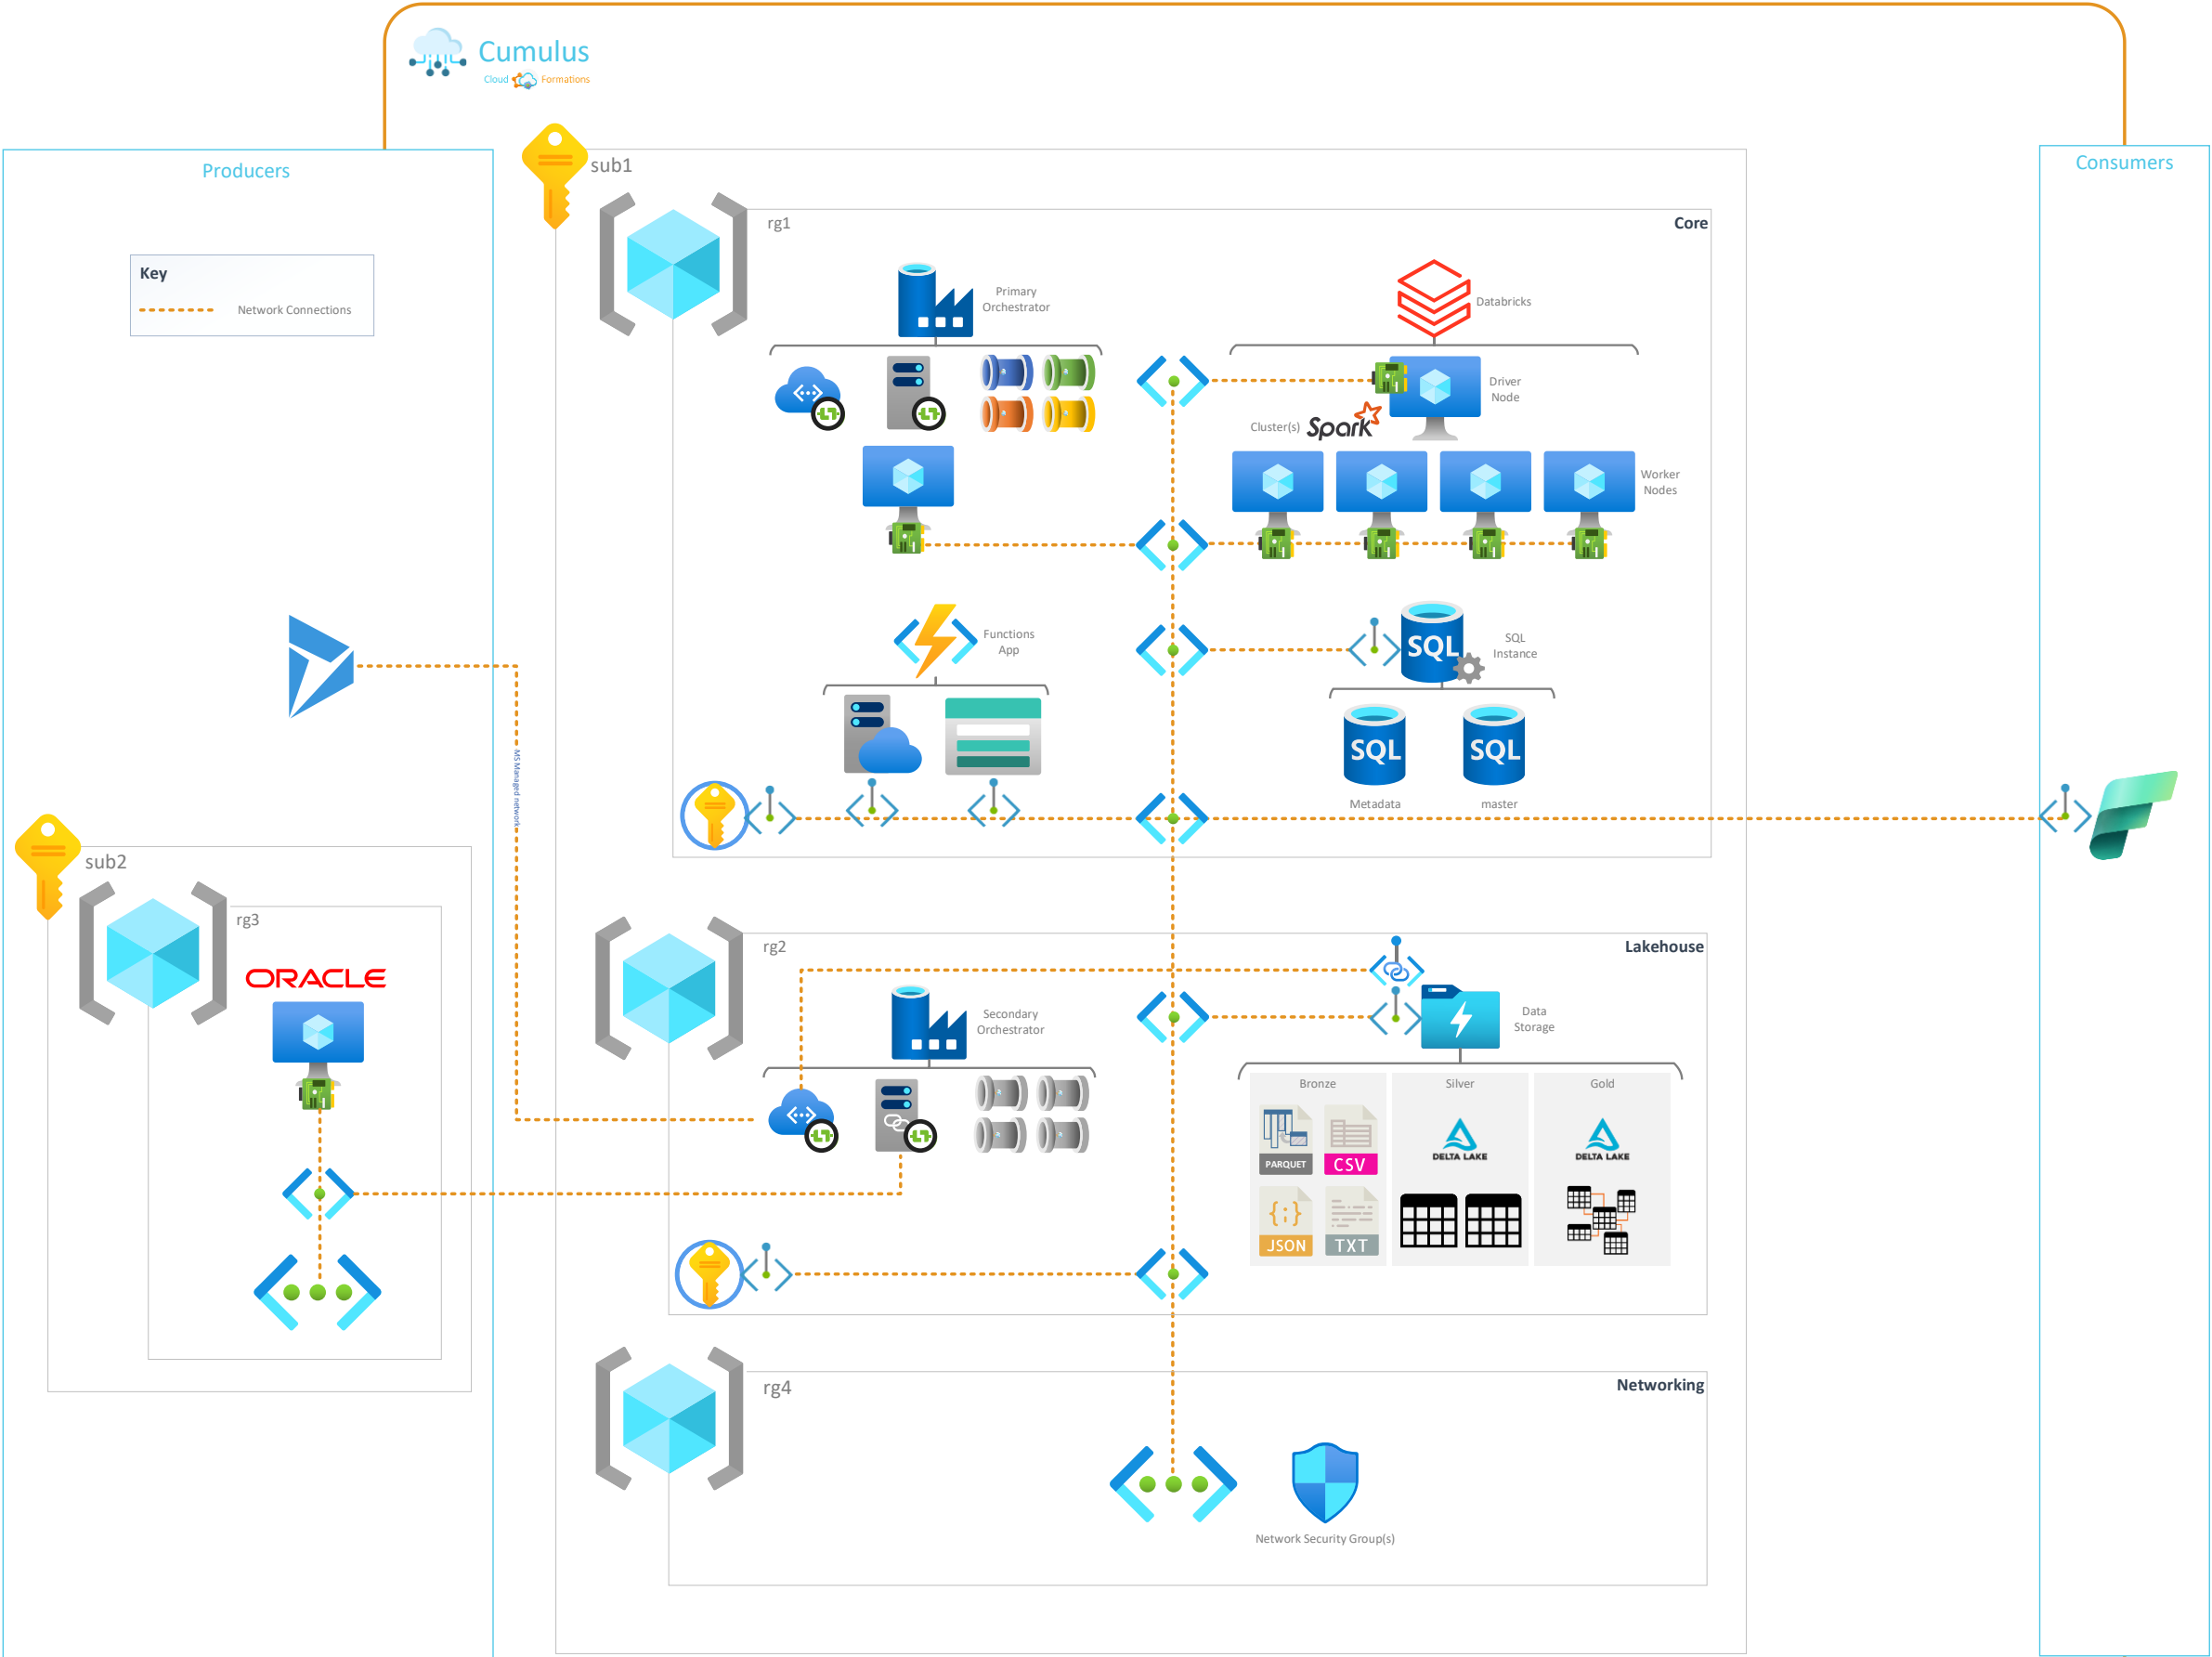 Cumulus
Cloud Formations
Producers
Consumers
Key
Network Connections
sub1
rg1
Core
Primary
Orchestrator
Databricks
Driver
Node
Cluster(s)
Spark
Worker
Nodes
Functions
App
SQL
SQL
Instance
SQL
SQL
Metadata
master
MS Managed network
sub2
rg3
ORACLE
rg2
Lakehouse
Secondary
Orchestrator
Data
Storage
Bronze
Silver
Gold
PARQUET
CSV
DELTA LAKE
DELTA LAKE
{;}
JSON
TXT
rg4
Networking
Network Security Group(s)